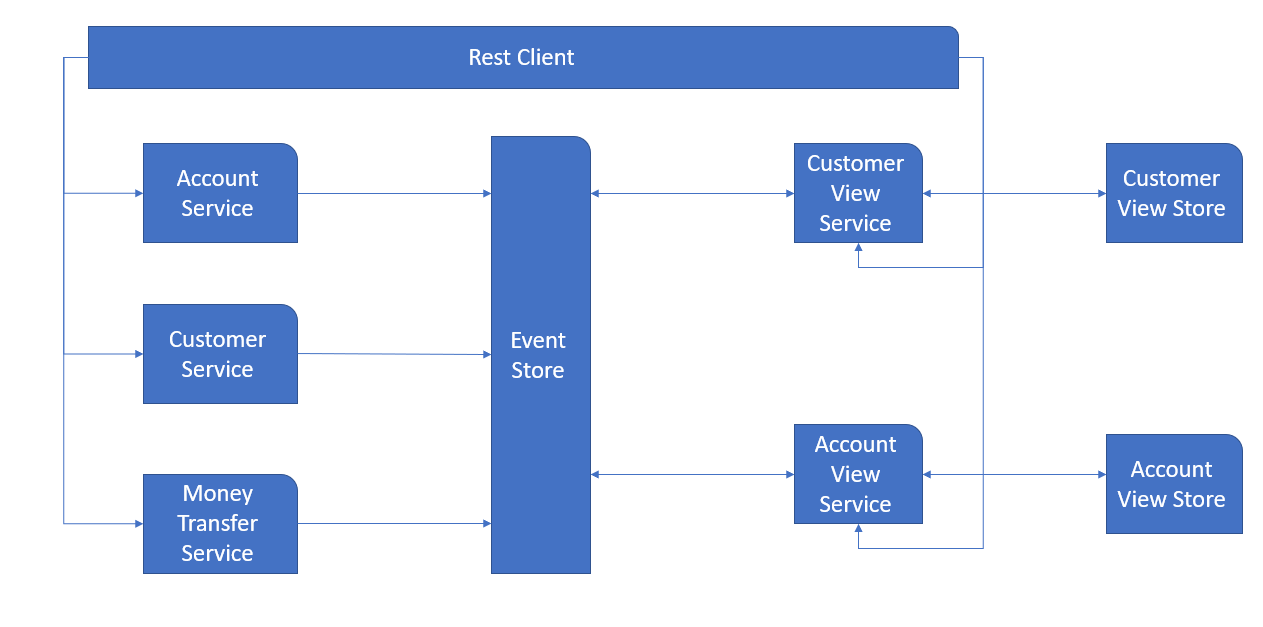 Rest Client
Account
Service
Customer
View
Service
Customer
View Store
Customer
Service
Event
Store
Account
View
Service
Account
View Store
Money
Transfer
Service